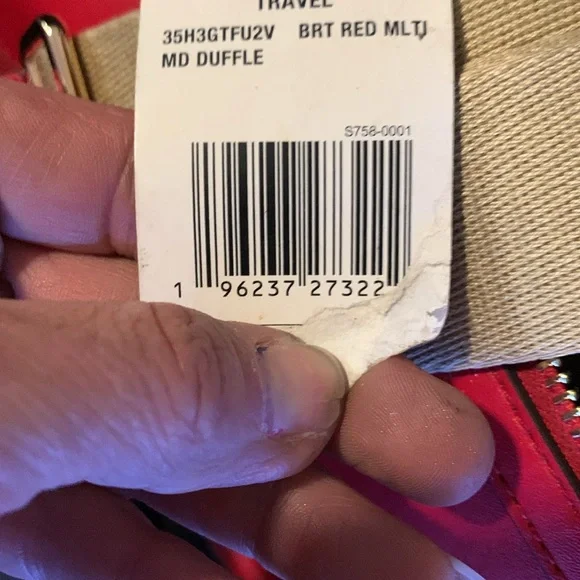 TRAVEL
35H3GTFU2V BRT RED MLTI
MD DUFFLE
S758-0001
1 96237 27322